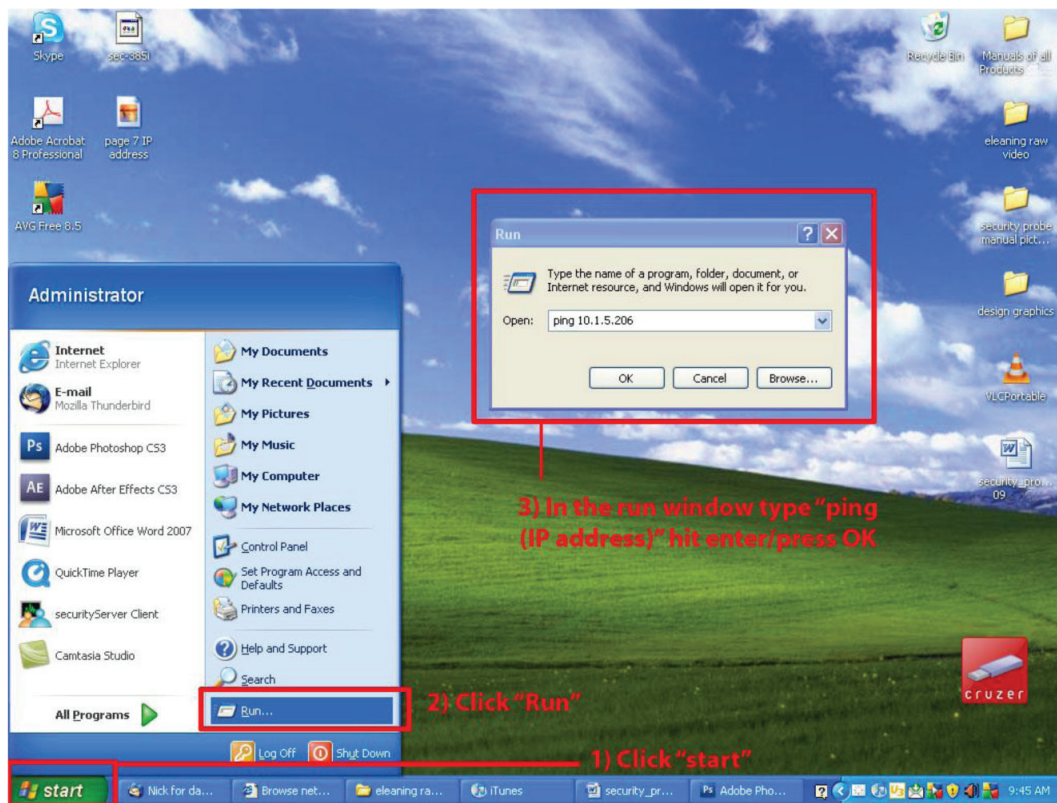 Skype
sec-885i
Recycle Bin
Manuals of all
Products
Adobe Acrobat
8 Professional
page 7 IP
address
eleaning raw
video
AVG Free 8.5
security probe
manual pict...
design graphics
VLCPortable
security_pro...
09
Administrator
Internet
Internet Explorer
E-mail
Mozilla Thunderbird
Ps Adobe Photoshop CS3
AE Adobe After Effects CS3
Microsoft Office Word 2007
QuickTime Player
securityServer Client
Camtasia Studio
All Programs
My Documents
My Recent Documents
My Pictures
My Music
My Computer
My Network Places
Control Panel
Set Program Access and
Defaults
Printers and Faxes
Help and Support
Search
Run...
Log Off
Shut Down
Run
Type the name of a program, folder, document, or
Internet resource, and Windows will open it for you.
Open: ping 10.1.5.206
OK
Cancel
Browse...
3) In the run window type "ping
(IP address)" hit enter/press OK
2) Click "Run"
1) Click "start"
cruzer
start
Nick for da...
Browse net...
eleaning ra...
iTunes
security_pr...
Ps Adobe Pho...
9:45 AM